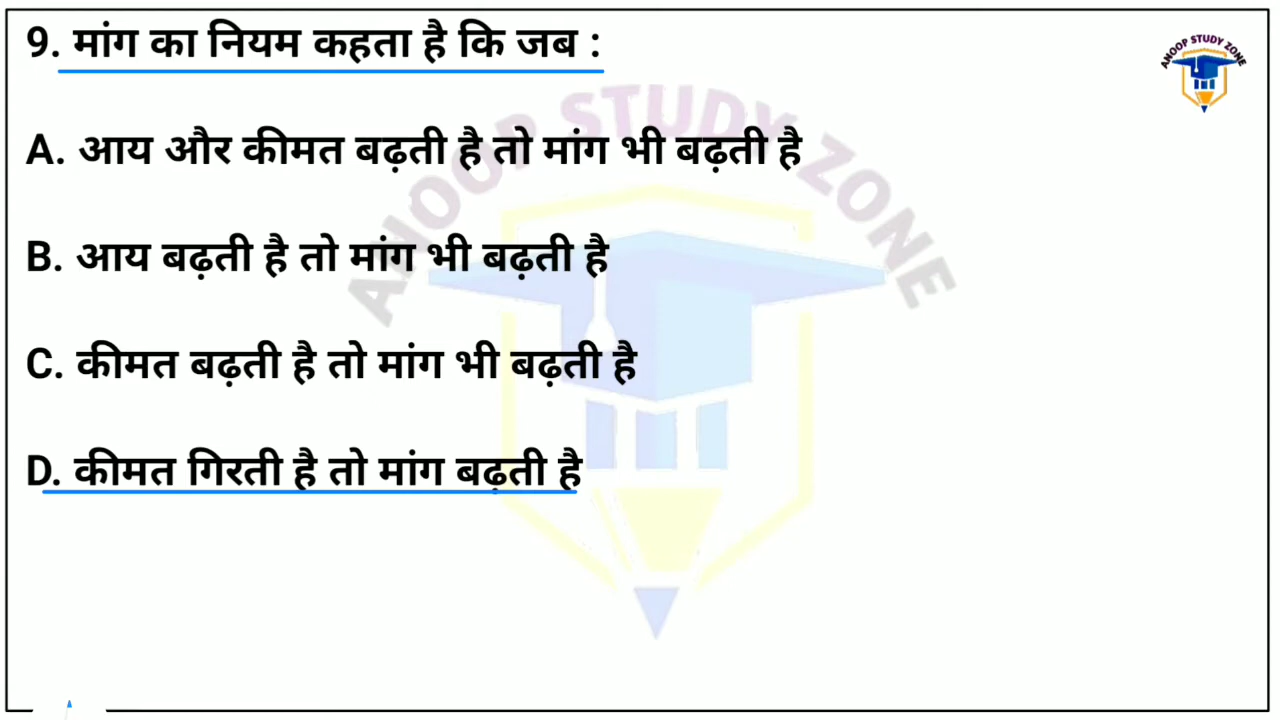 9. मांग का नियम कहता है कि जब :
ANOOP STUDY ZONE
A. आय और कीमत बढ़ती है तो मांग भी बढ़ती है
B. आय बढ़ती है तो मांग भी बढ़ती है
C. कीमत बढ़ती है तो मांग भी बढ़ती है
D. कीमत गिरती है तो मांग बढ़ती है
ANOOP STUDY ZONE